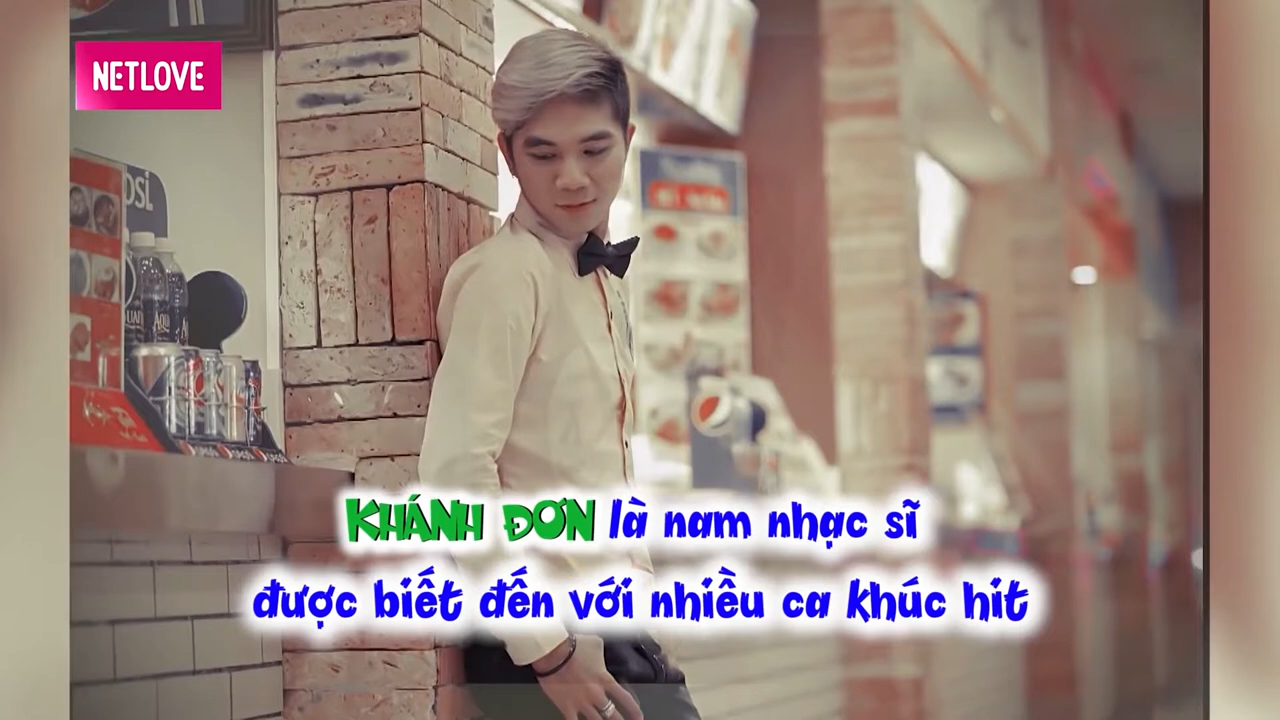 NETLOVE
KHÁNH ĐƠN là nam nhạc sĩ
được biết đến với nhiều ca khúc hit